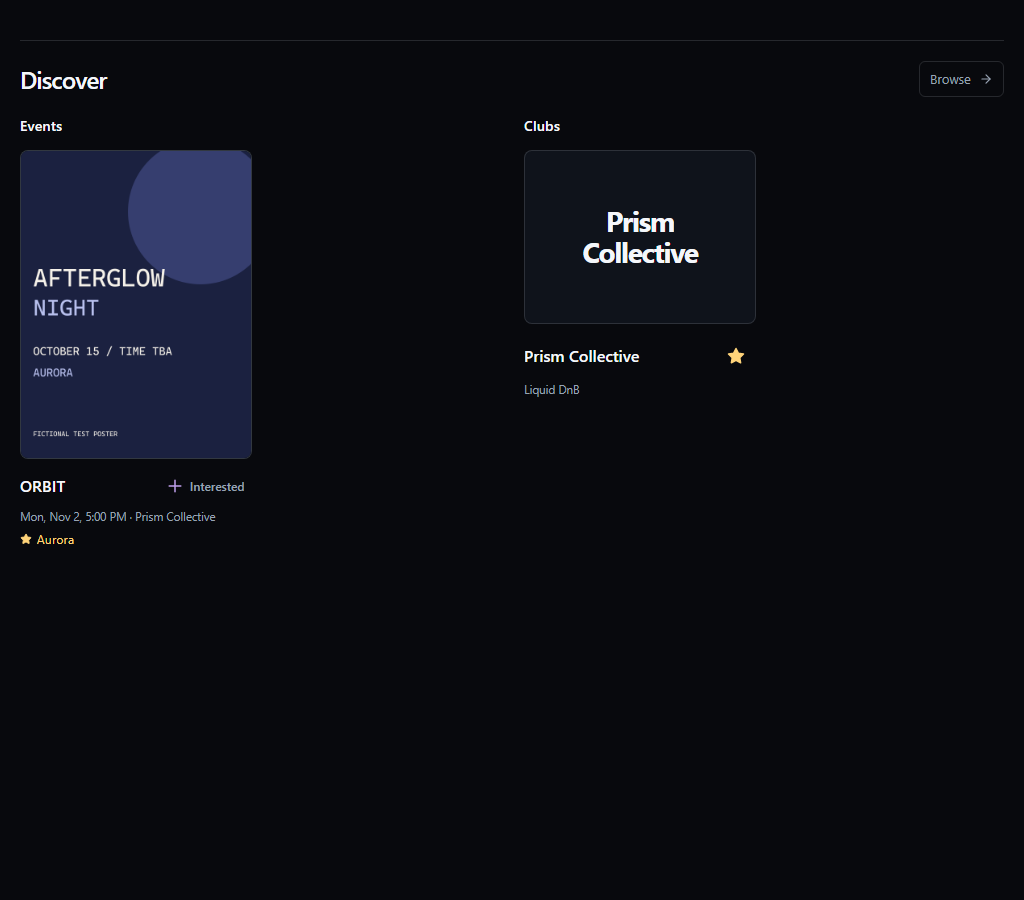 Discover
Browse
Events
Clubs
AFTERGLOW
NIGHT
OCTOBER 15 / TIME TBA
AURORA
FICTIONAL TEST POSTER
ORBIT
Interested
Mon, Nov 2, 5:00 PM · Prism Collective
Aurora
Prism
Collective
Prism Collective
Liquid DnB